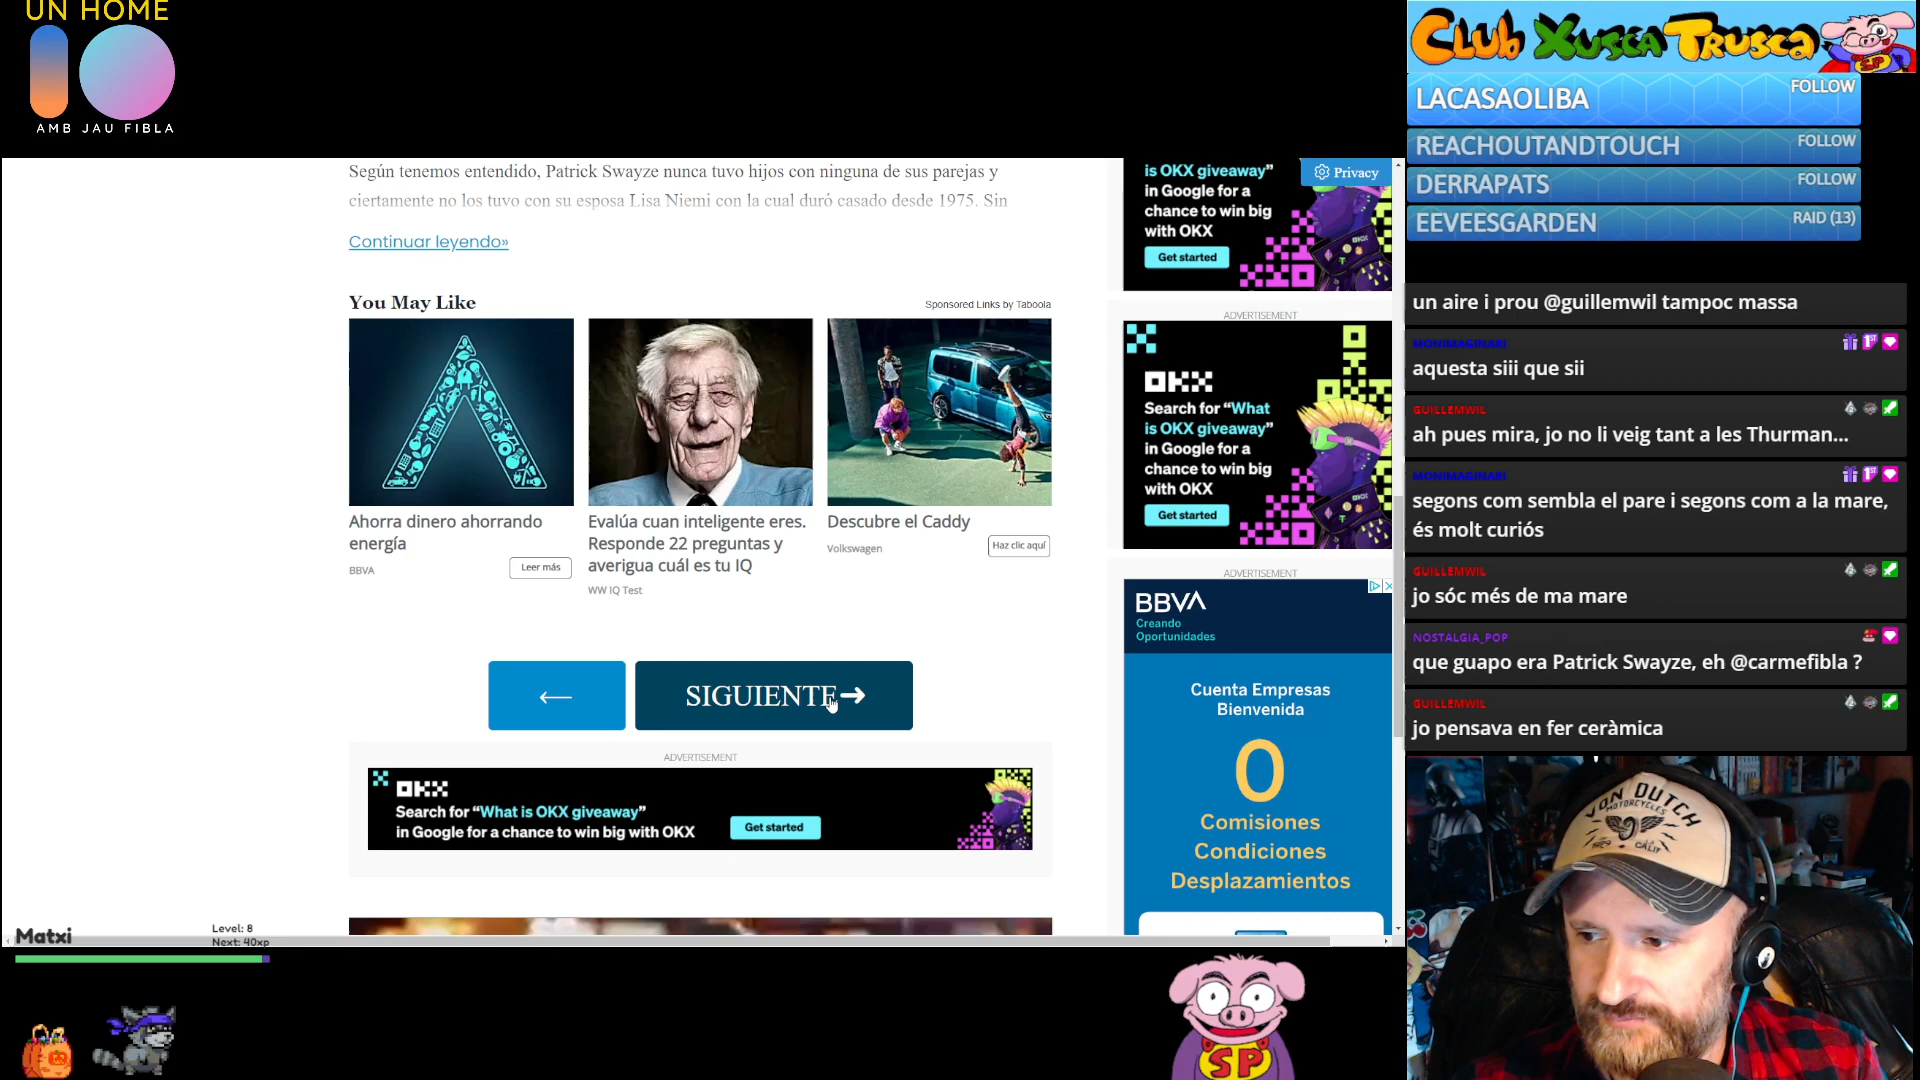 UN HOME
10
AMB JAU FIBLA
Según tenemos entendido, Patrick Swayze nunca tuvo hijos con ninguna de sus parejas y
ciertamente no los tuvo con su esposa Lisa Niemi con la cual duró casado desde 1975. Sin
Continuar leyendo»
You May Like
Sponsored Links by Taboola
Ahorra dinero ahorrando
energía
BBVA
Leer más
Evalúa cuan inteligente eres.
Responde 22 preguntas y
averigua cuál es tu IQ
WW IQ Test
Descubre el Caddy
Volkswagen
Haz clic aquí
←
SIGUIENTE→
ADVERTISEMENT
OKX
Search for “What is OKX giveaway”
in Google for a chance to win big with OKX
Get started
Matxi
Level: 8
Next: 40xp
is OKX giveaway”
in Google for a
chance to win big
with OKX
Get started
Privacy
ADVERTISEMENT
OKX
Search for “What
is OKX giveaway”
in Google for a
chance to win big
with OKX
Get started
ADVERTISEMENT
BBVA
Creando
Oportunidades
Cuenta Empresas
Bienvenida
0
Comisiones
Condiciones
Desplazamientos
SP
Club Xusca Trusca
SP
LACASAOLIBA FOLLOW
REACHOUTANDTOUCH FOLLOW
DERRAPATS FOLLOW
EEVEESGARDEN RAID (13)
un aire i prou @guillemwil tampoc massa
MONIMAGINARI
aquesta siii que sii
GUILLEMWIL
ah pues mira, jo no li veig tant a les Thurman...
MONIMAGINARI
segons com sembla el pare i segons com a la mare,
és molt curiós
GUILLEMWIL
jo sóc més de ma mare
NOSTALGIA_POP
que guapo era Patrick Swayze, eh @carmefibla ?
GUILLEMWIL
jo pensava en fer ceràmica
VON DUTCH
MOTORCYCLES
CALIF